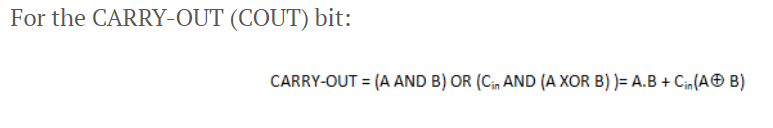 For the CARRY-OUT (COUT) bit:
CARRY-OUT = (A AND B) OR (Cin AND (A XOR B) )= A.B + Cin(A⊕ B)